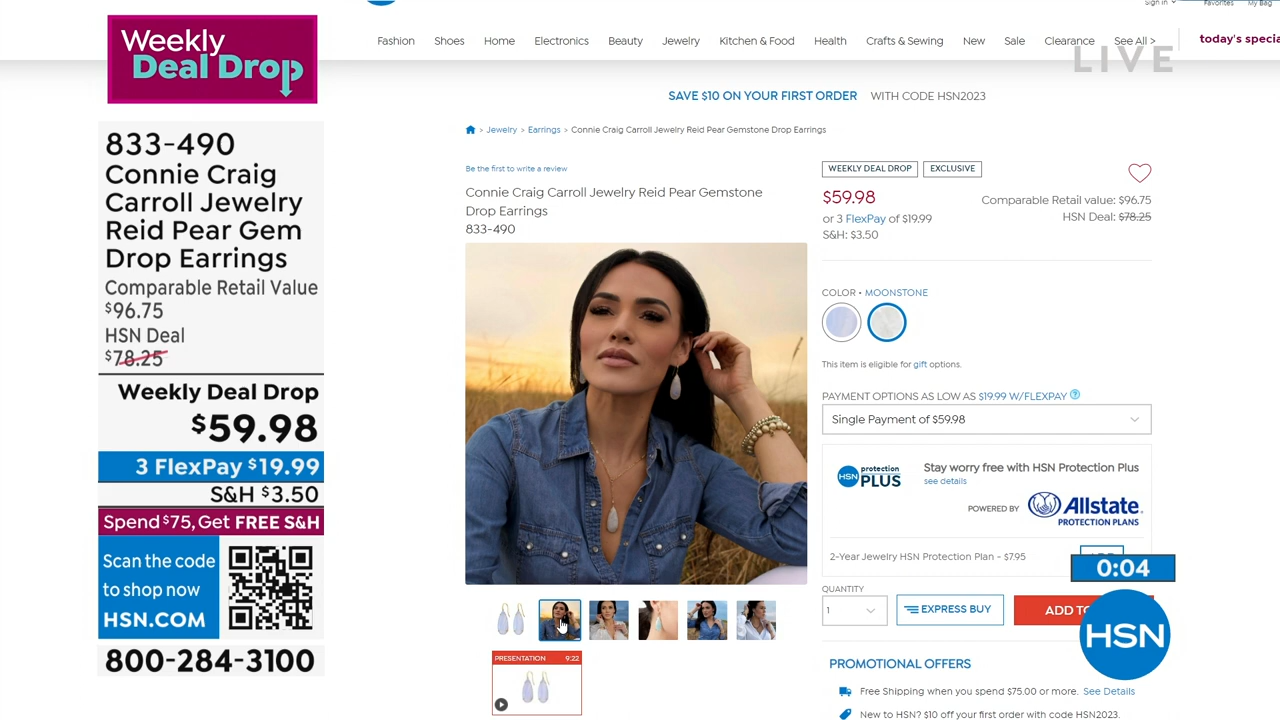 Weekly
Deal Drop
833-490
Connie Craig
Carroll Jewelry
Reid Pear Gem
Drop Earrings
Comparable Retail Value
$96.75
HSN Deal
$78.25
Weekly Deal Drop
$59.98
3 FlexPay $19.99
S&H $3.50
Spend $75, Get FREE S&H
Scan the code
to shop now
HSN.COM
800-284-3100
Sign in
Favorites
My Bag
Fashion Shoes Home Electronics Beauty Jewelry Kitchen & Food Health Crafts & Sewing New Sale Clearance See All > today's specia
LIVE
SAVE $10 ON YOUR FIRST ORDER WITH CODE HSN2023
> Jewelry > Earrings > Connie Craig Carroll Jewelry Reid Pear Gemstone Drop Earrings
Be the first to write a review
Connie Craig Carroll Jewelry Reid Pear Gemstone
Drop Earrings
833-490
PRESENTATION 9:22
WEEKLY DEAL DROP EXCLUSIVE
$59.98
or 3 FlexPay of $19.99
S&H: $3.50
Comparable Retail value: $96.75
HSN Deal: $78.25
COLOR • MOONSTONE
This item is eligible for gift options.
PAYMENT OPTIONS AS LOW AS $19.99 W/FLEXPAY ?
Single Payment of $59.98
HSN protection
PLUS
Stay worry free with HSN Protection Plus
see details
POWERED BY Allstate.
PROTECTION PLANS
2-Year Jewelry HSN Protection Plan - $7.95
0:04
QUANTITY
1
EXPRESS BUY
ADD TO
HSN
PROMOTIONAL OFFERS
Free Shipping when you spend $75.00 or more. See Details
New to HSN? $10 off your first order with code HSN2023.